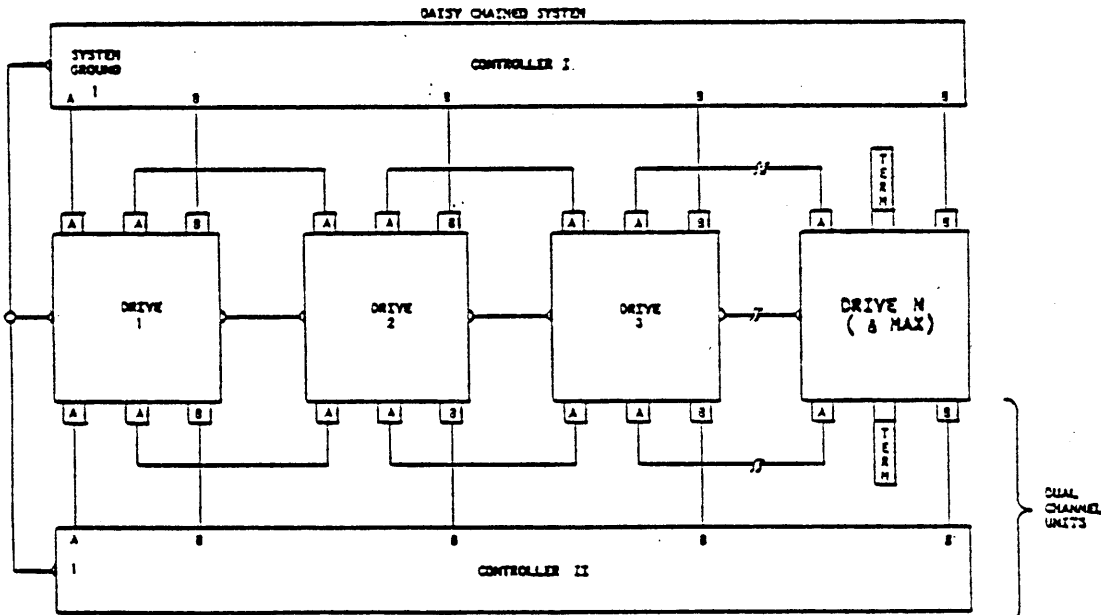 DAISY CHAINED SYSTEM
SYSTEM
GROUND
1
CONTROLLER I
A B B B B
TERM
A A B A A B A A B A B
DRIVE
1
DRIVE
2
DRIVE
3
DRIVE N
( 8 MAX)
A A B A A B A A B A B
TERM
DUAL
CHANNEL
UNITS
A B B B B
1
CONTROLLER II